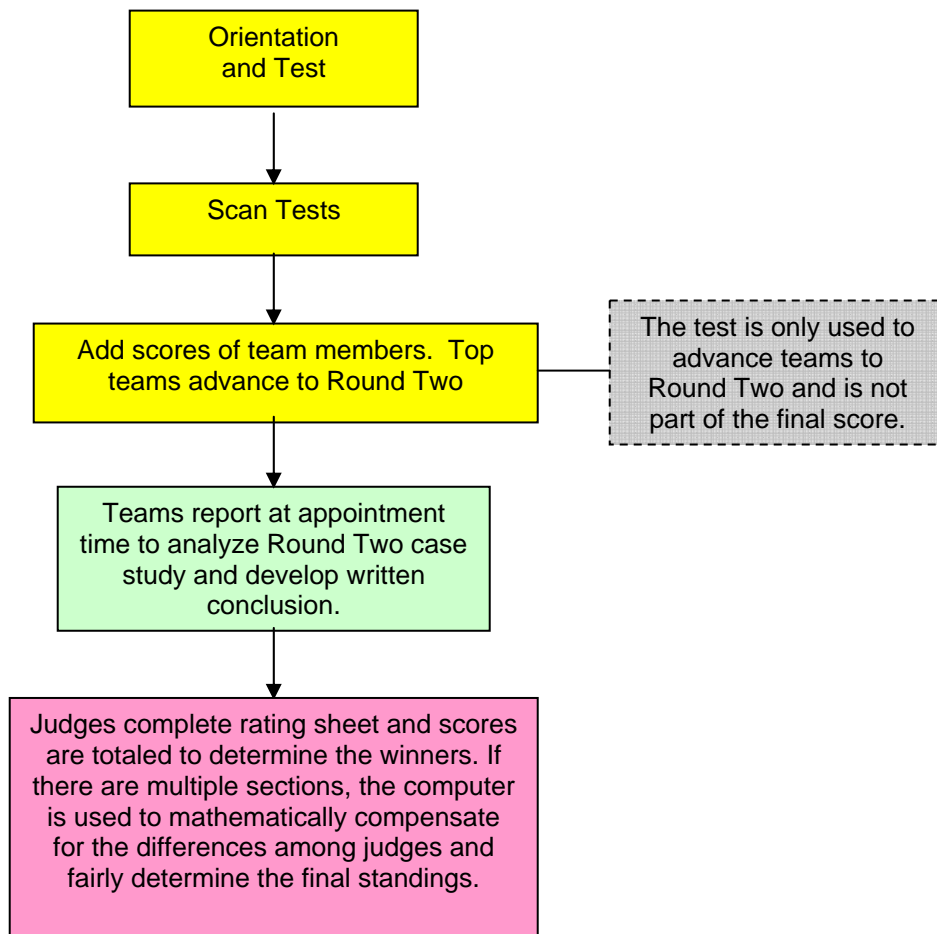 Orientation
and Test
Scan Tests
Add scores of team members.  Top
teams advance to Round Two
The test is only used to
advance teams to
Round Two and is not
part of the final score.
Teams report at appointment
time to analyze Round Two case
study and develop written
conclusion.
Judges complete rating sheet and scores
are totaled to determine the winners. If
there are multiple sections, the computer
is used to mathematically compensate
for the differences among judges and
fairly determine the final standings.